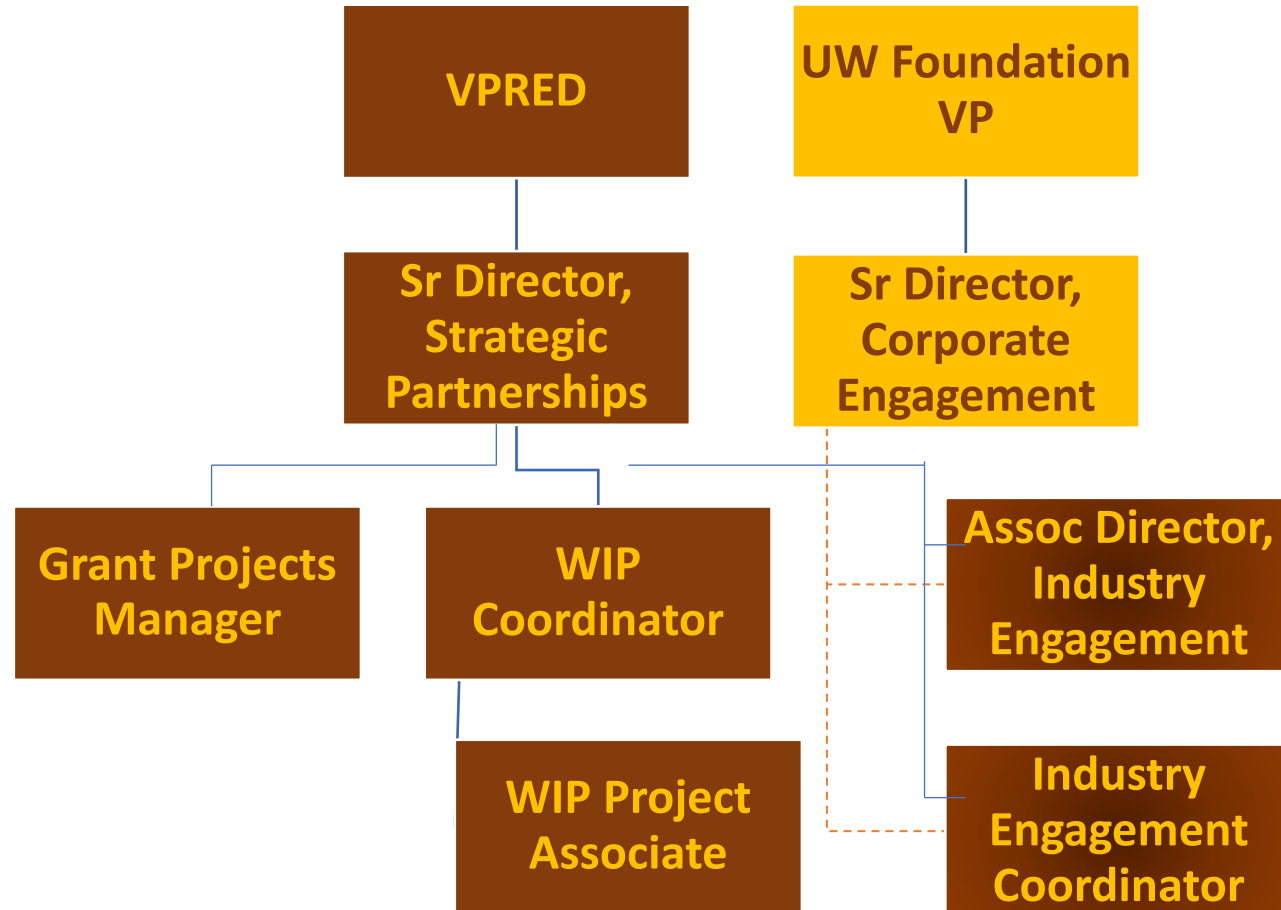 VPRED
UW Foundation
VP
Sr Director,
Strategic
Partnerships
Sr Director,
Corporate
Engagement
Grant Projects
Manager
WIP
Coordinator
Assoc Director,
Industry
Engagement
WIP Project
Associate
Industry
Engagement
Coordinator